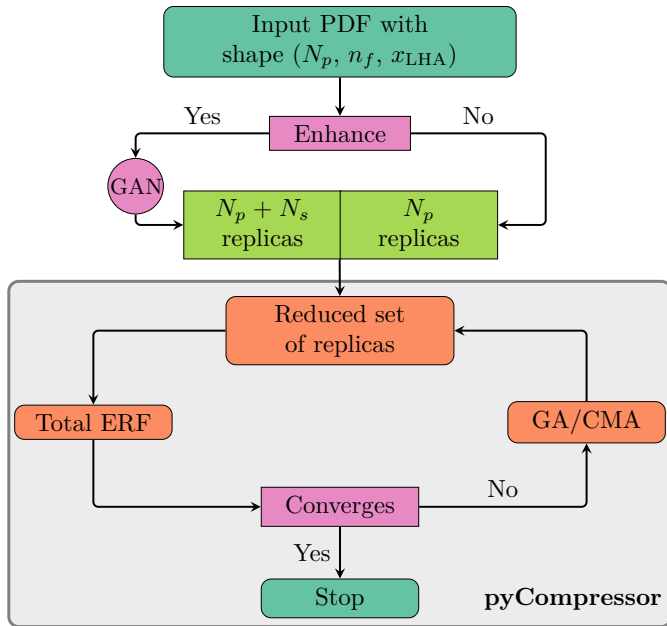 Input PDF with
shape (N_p, n_f, x_LHA)
Yes
No
Enhance
GAN
N_p + N_s
replicas
N_p
replicas
Reduced set
of replicas
Total ERF
GA/CMA
Converges
No
Yes
Stop
pyCompressor